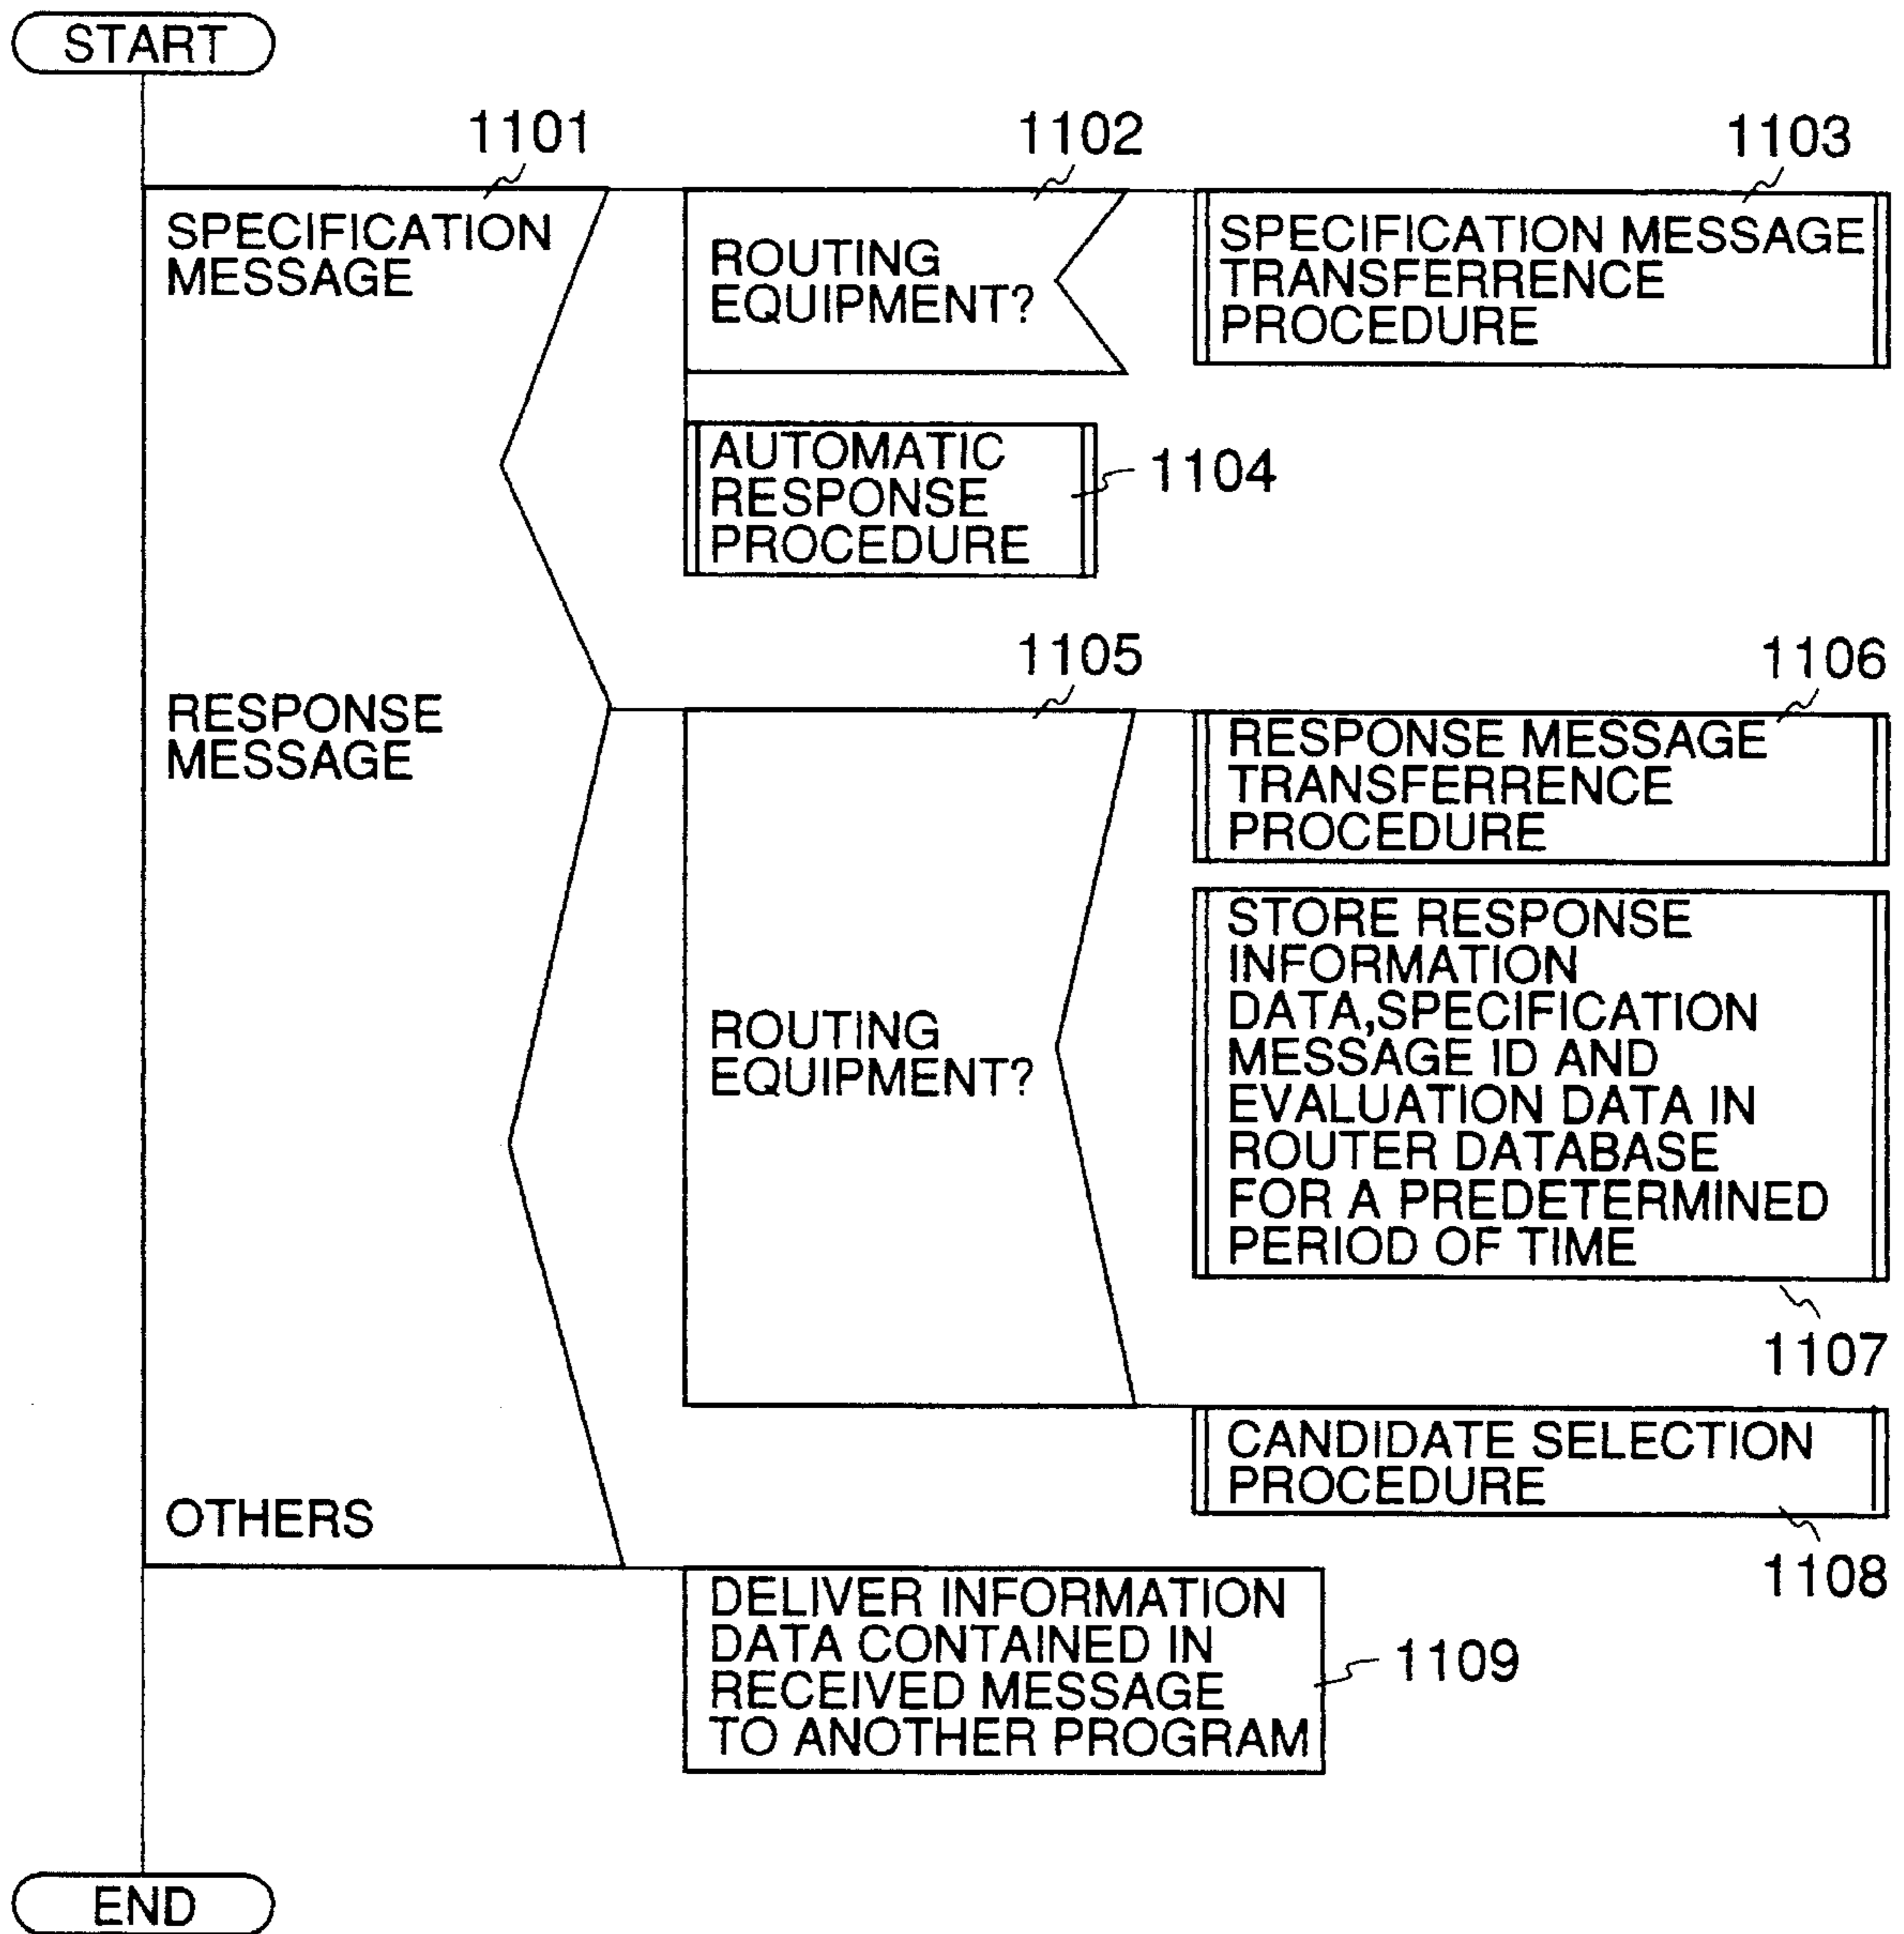 START
1101
1102
1103
SPECIFICATION
MESSAGE
ROUTING
EQUIPMENT?
SPECIFICATION MESSAGE
TRANSFERRENCE
PROCEDURE
AUTOMATIC
RESPONSE
PROCEDURE
1104
1105
1106
RESPONSE
MESSAGE
RESPONSE MESSAGE
TRANSFERRENCE
PROCEDURE
ROUTING
EQUIPMENT?
STORE RESPONSE
INFORMATION
DATA,SPECIFICATION
MESSAGE ID AND
EVALUATION DATA IN
ROUTER DATABASE
FOR A PREDETERMINED
PERIOD OF TIME
1107
CANDIDATE SELECTION
PROCEDURE
1108
OTHERS
DELIVER INFORMATION
DATA CONTAINED IN
RECEIVED MESSAGE
TO ANOTHER PROGRAM
1109
END